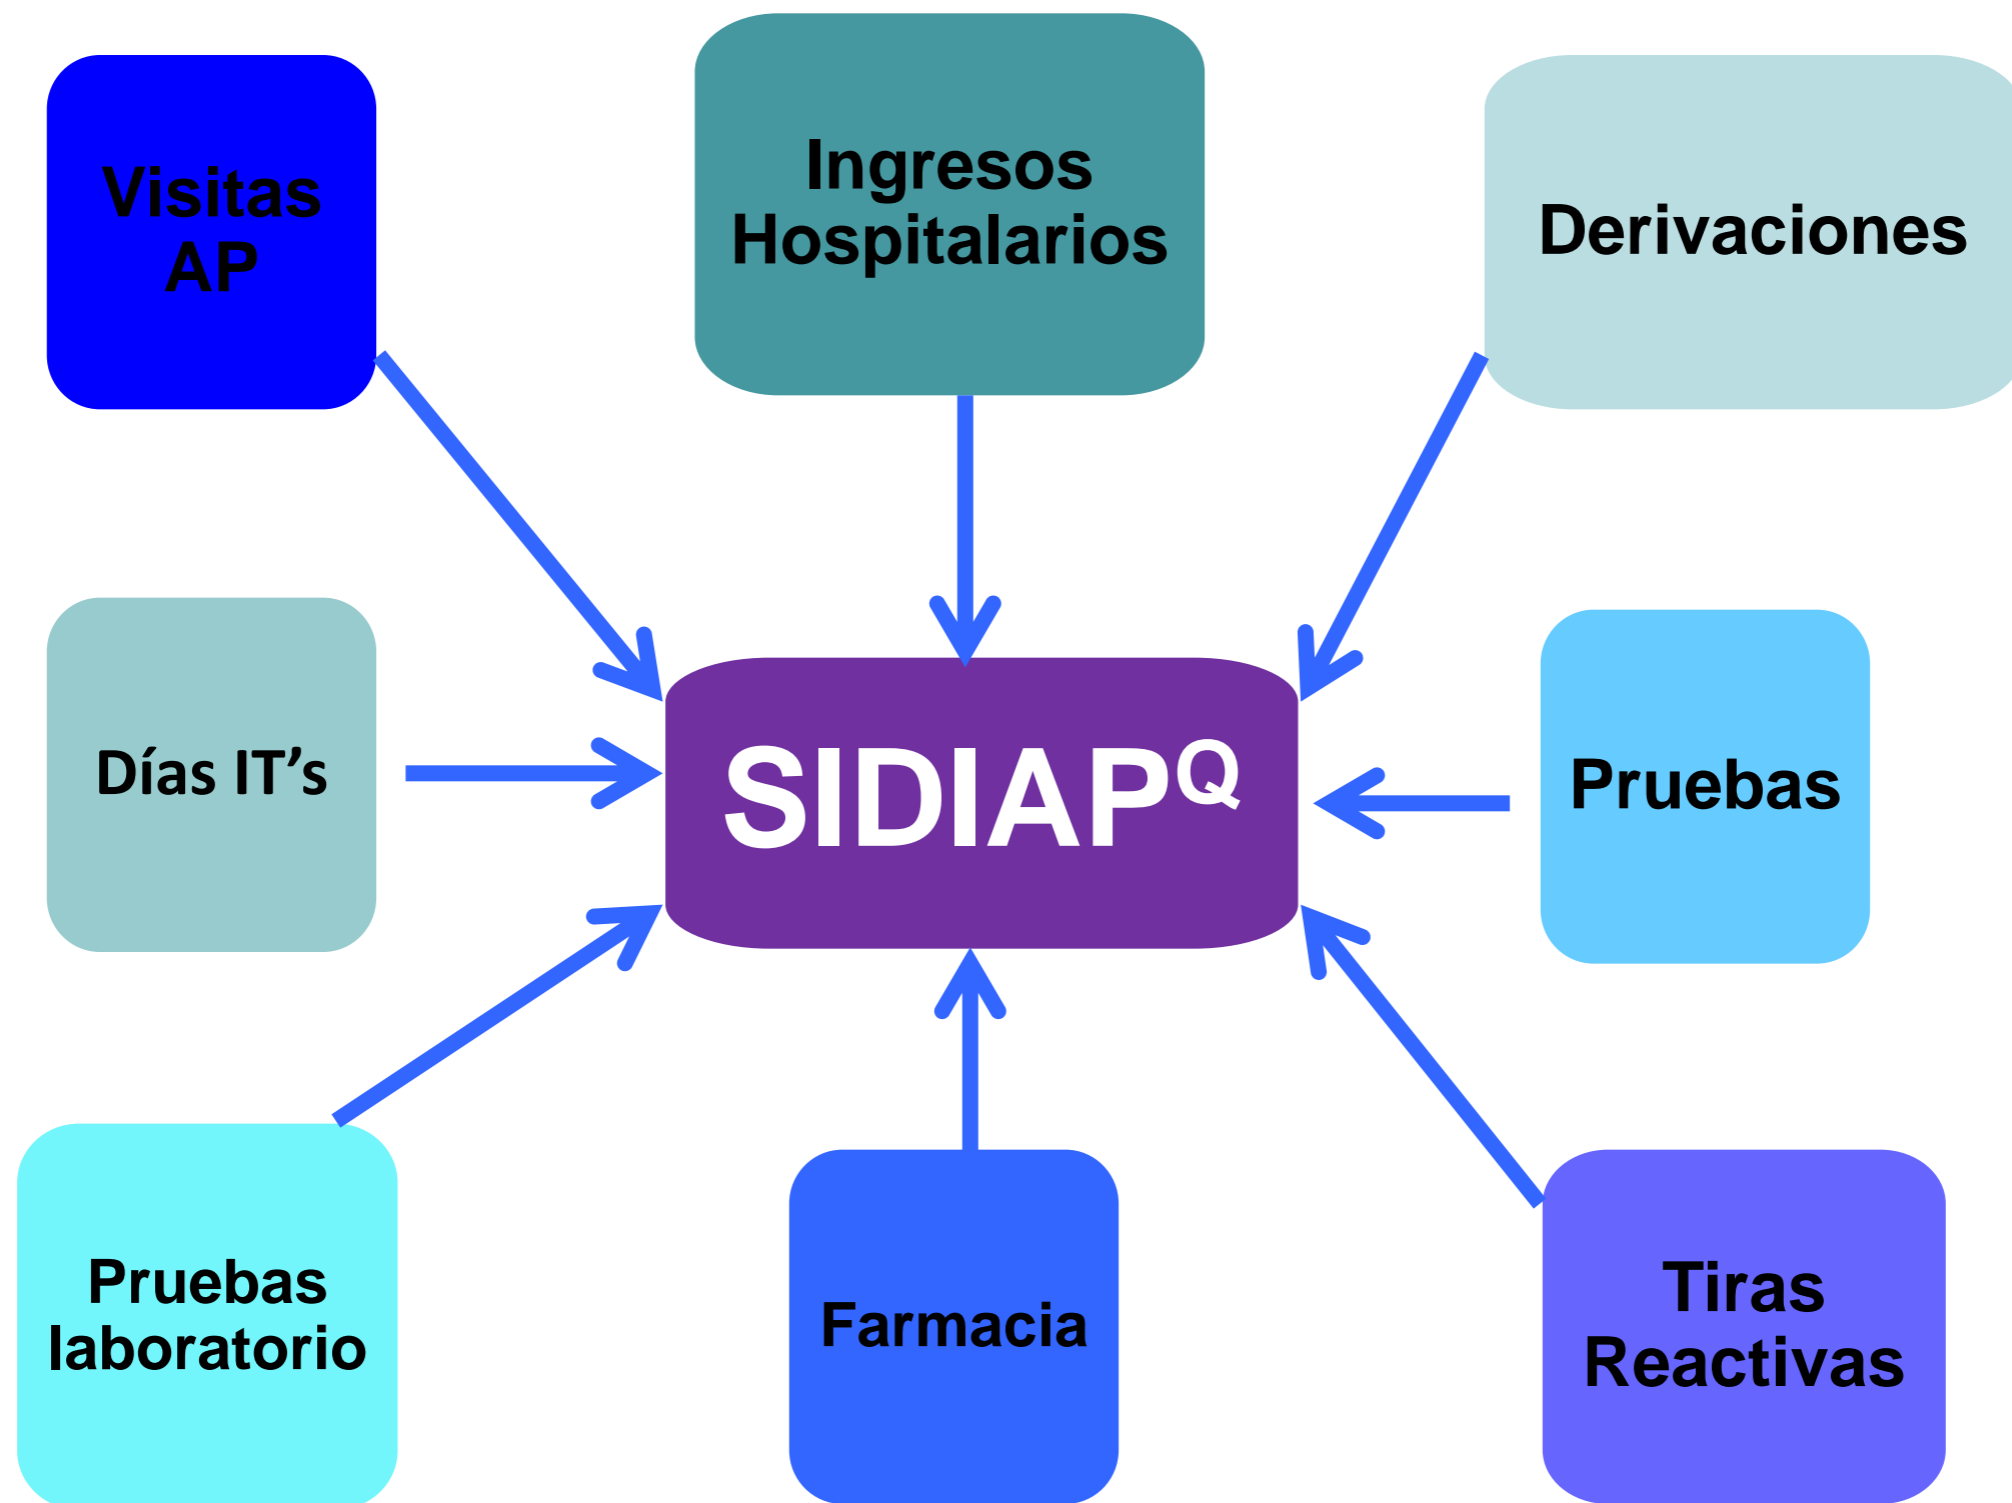 Visitas
AP
Ingresos
Hospitalarios
Derivaciones
Días IT’s
SIDIAPQ
Pruebas
Pruebas
laboratorio
Farmacia
Tiras
Reactivas